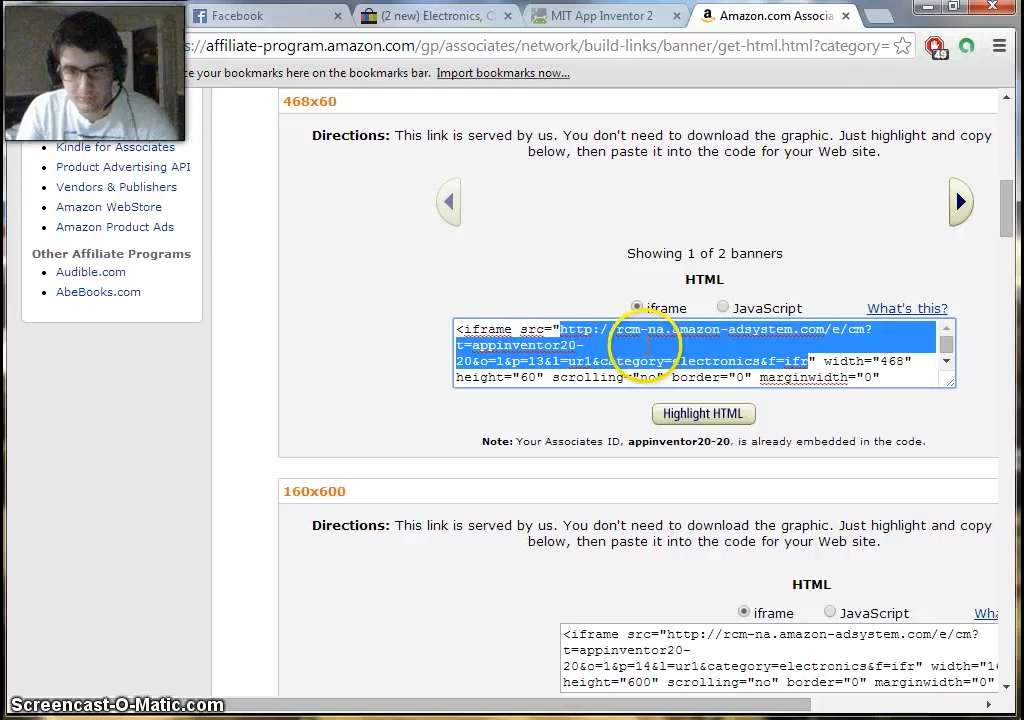 Facebook
(2 new) Electronics, C
MIT App Inventor 2
Amazon.com Associa
s://affiliate-program.amazon.com/gp/associates/network/build-links/banner/get-html.html?category=
49
ce your bookmarks here on the bookmarks bar. Import bookmarks now...
Kindle for Associates
Product Advertising API
Vendors & Publishers
Amazon WebStore
Amazon Product Ads
Other Affiliate Programs
Audible.com
AbeBooks.com
468x60
Directions: This link is served by us. You don't need to download the graphic. Just highlight and copy
below, then paste it into the code for your Web site.
Showing 1 of 2 banners
HTML
iframe JavaScript What's this?
<iframe src="http://rcm-na.amazon-adsystem.com/e/cm?
t=appinventor20-
20&o=1&p=13&l=ur1&category=electronics&f=ifr" width="468"
height="60" scrolling="no" border="0" marginwidth="0"
Highlight HTML
Note: Your Associates ID, appinventor20-20, is already embedded in the code.
160x600
Directions: This link is served by us. You don't need to download the graphic. Just highlight and copy
below, then paste it into the code for your Web site.
HTML
iframe JavaScript Wha
<iframe src="http://rcm-na.amazon-adsystem.com/e/cm?
t=appinventor20-
20&o=1&p=14&l=ur1&category=electronics&f=ifr" width="16
height="600" scrolling="no" border="0" marginwidth="0"
Screencast-O-Matic.com